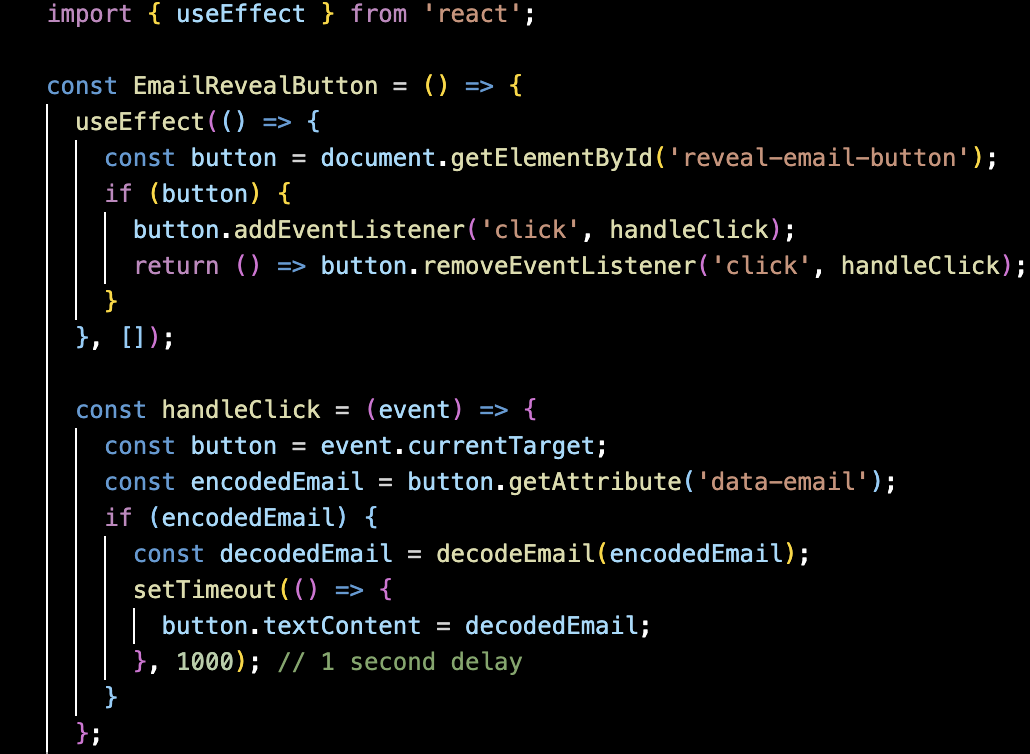 import { useEffect } from 'react';
const EmailRevealButton = () => {
useEffect(() => {
const button = document.getElementById('reveal-email-button');
if (button) {
button.addEventListener('click', handleClick);
return () => button.removeEventListener('click', handleClick);
}
}, []);
const handleClick = (event) => {
const button = event.currentTarget;
const encodedEmail = button.getAttribute('data-email');
if (encodedEmail) {
const decodedEmail = decodeEmail(encodedEmail);
setTimeout(() => {
button.textContent = decodedEmail;
}, 1000); // 1 second delay
}
};